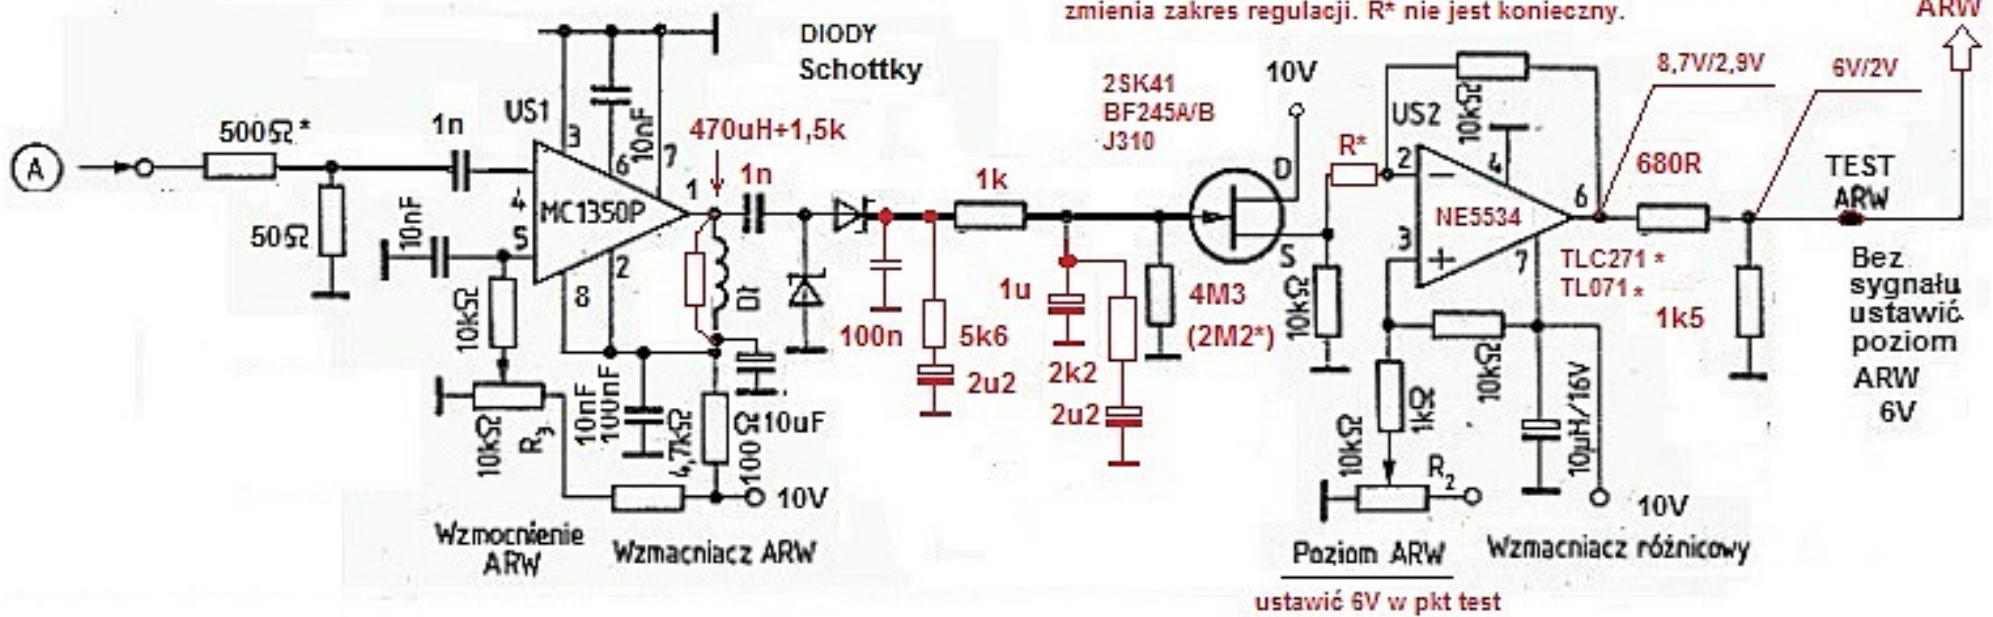 zmienia zakres regulacji. R* nie jest konieczny.
ARW
DIODY
Schottky
10V
2SK41
BF245A/B
J310
8,7V/2,9V
6V/2V
500Ω*
1n
US1
3
10nF
6
7
470uH+1,5k
1n
1k
D
R*
US2
10kΩ
2
4
680R
TEST
ARW
A
4
MC1350P
1
50Ω
10nF
5
2
8
Dł
S
3
NE5534
6
7
TLC271*
TL071*
1k5
Bez
sygnału
ustawić
poziom
ARW
6V
10kΩ
100n
5k6
2u2
1u
2k2
2u2
4M3
(2M2*)
10kΩ
10kΩ
1kΩ
10kΩ
R3
10nF
100nF
4,7kΩ
100Ω
10uF
10V
10kΩ
R2
10µH/16V
10V
Wzmocnienie
ARW
Wzmacniacz ARW
Poziom ARW
Wzmacniacz różnicowy
ustawić 6V w pkt test